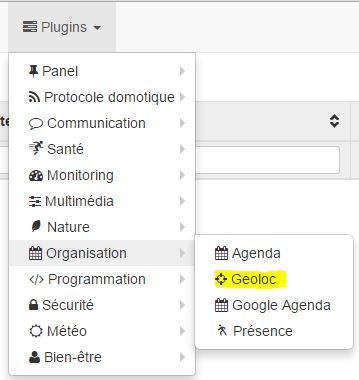 Plugins
Panel
Protocole domotique
Communication
Santé
Monitoring
Multimédia
Nature
Organisation
Programmation
Sécurité
Météo
Bien-être
Agenda
Geoloc
Google Agenda
Présence